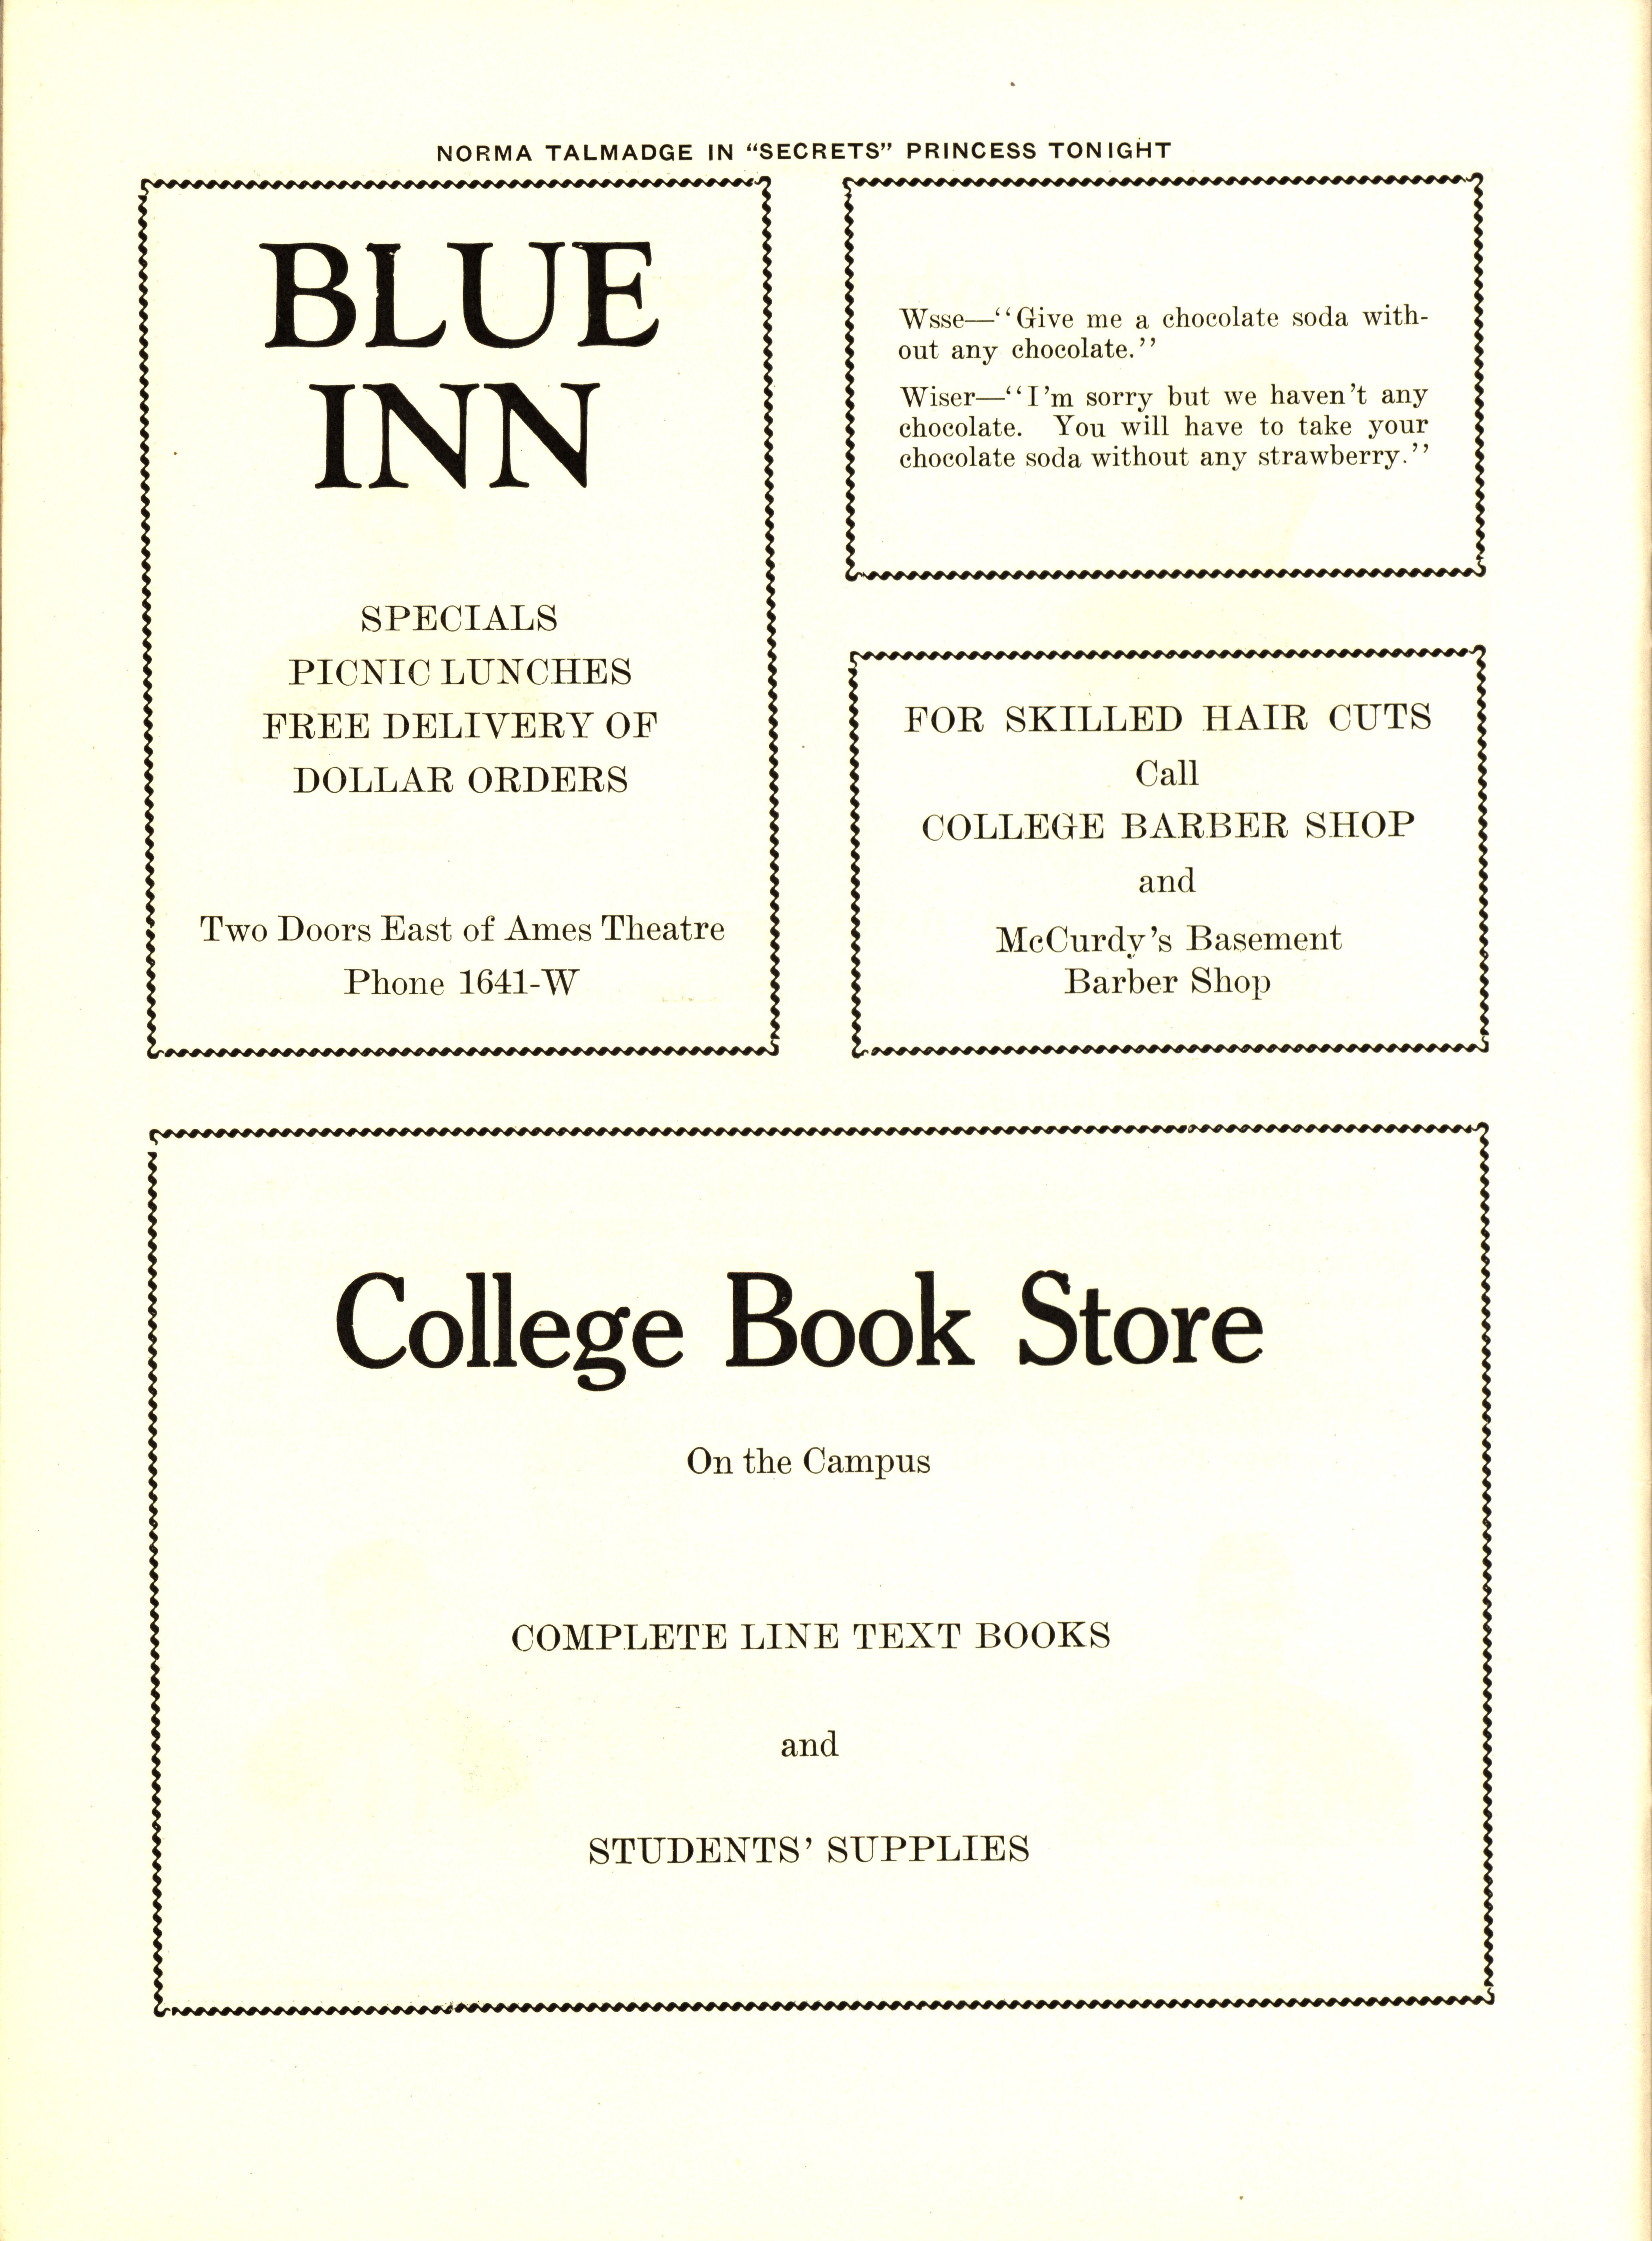 NORMA TALMADGE IN "SECRETS" PRINCESS TONIGHT
BLUE
INN
SPECIALS
PICNIC LUNCHES
FREE DELIVERY OF
DOLLAR ORDERS
Two Doors East of Ames Theatre
Phone 1641-W
Wsse—"Give me a chocolate soda with-
out any chocolate."
Wiser—"I'm sorry but we haven't any
chocolate. You will have to take your
chocolate soda without any strawberry."
FOR SKILLED HAIR CUTS
Call
COLLEGE BARBER SHOP
and
McCurdy's Basement
Barber Shop
College Book Store
On the Campus
COMPLETE LINE TEXT BOOKS
and
STUDENTS' SUPPLIES